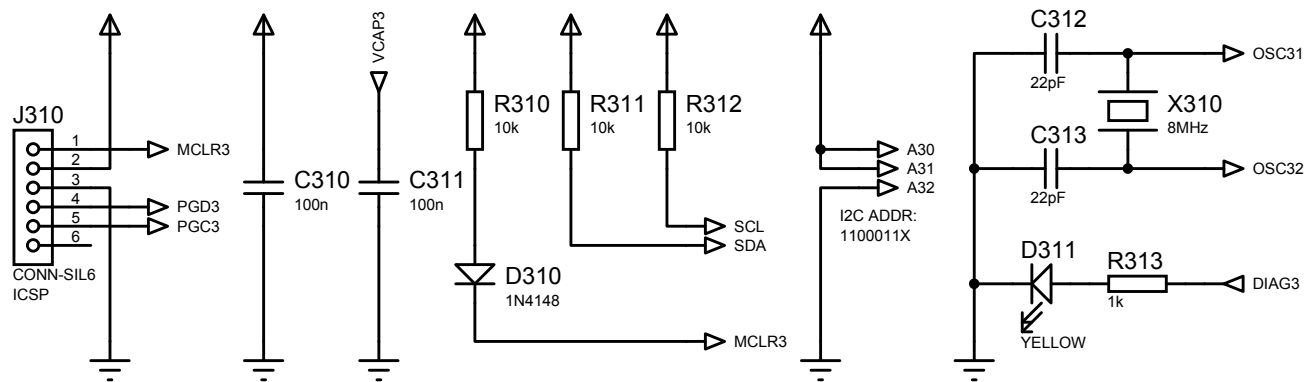 J310
1
2
3
4
5
6
MCLR3
PGD3
PGC3
CONN-SIL6
ICSP
C310
100n
VCAP3
C311
100n
R310
10k
R311
10k
R312
10k
SCL
SDA
D310
1N4148
MCLR3
A30
A31
A32
I2C ADDR:
1100011X
C312
22pF
OSC31
X310
8MHz
C313
22pF
OSC32
D311
YELLOW
R313
1k
DIAG3